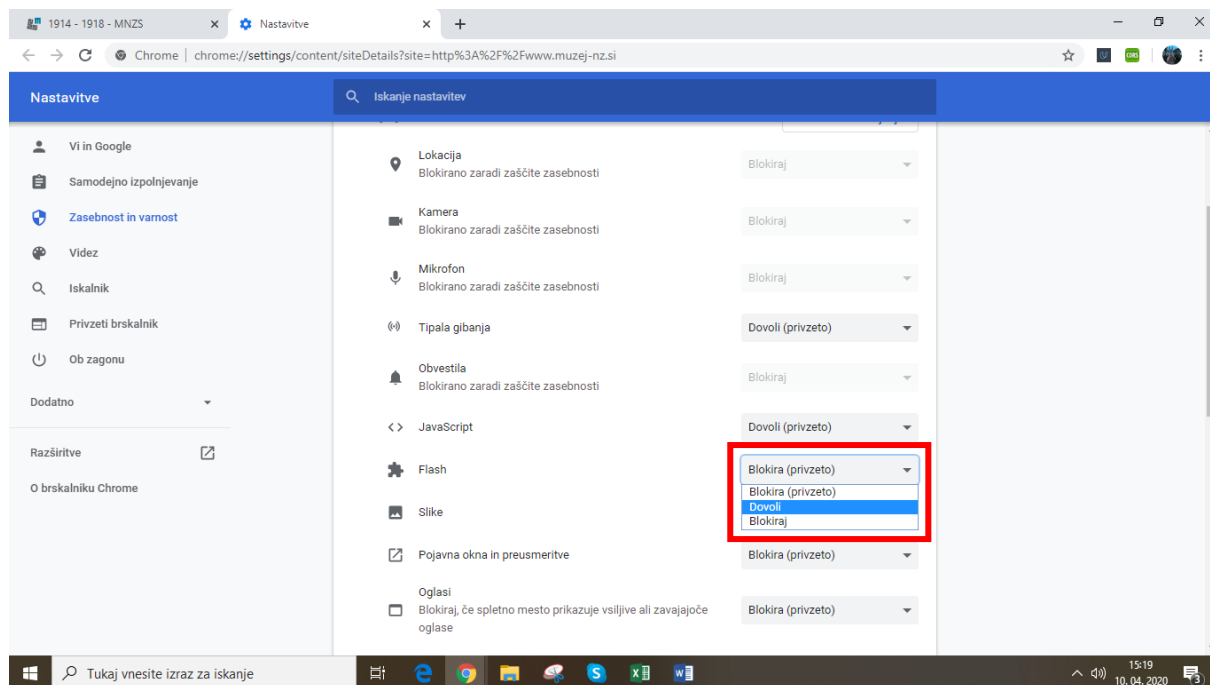 1914 - 1918 - MNZS
Nastavitve
Chrome | chrome://settings/content/siteDetails?site=http%3A%2F%2Fwww.muzej-nz.si
CORS
Nastavitve
Iskanje nastavitev
Vi in Google
Samodejno izpolnjevanje
Zasebnost in varnost
Videz
Iskalnik
Privzeti brskalnik
Ob zagonu
Dodatno
Razširitve
O brskalniku Chrome
Lokacija
Blokirano zaradi zaščite zasebnosti
Blokiraj
Kamera
Blokirano zaradi zaščite zasebnosti
Blokiraj
Mikrofon
Blokirano zaradi zaščite zasebnosti
Blokiraj
Tipala gibanja
Dovoli (privzeto)
Obvestila
Blokirano zaradi zaščite zasebnosti
Blokiraj
JavaScript
Dovoli (privzeto)
Flash
Blokira (privzeto)
Blokira (privzeto)
Dovoli
Blokiraj
Slike
Pojavna okna in preusmeritve
Blokira (privzeto)
Oglasi
Blokiraj, če spletno mesto prikazuje vsiljive ali zavajajoče
oglase
Blokira (privzeto)
Tukaj vnesite izraz za iskanje
15:19
10. 04. 2020
3